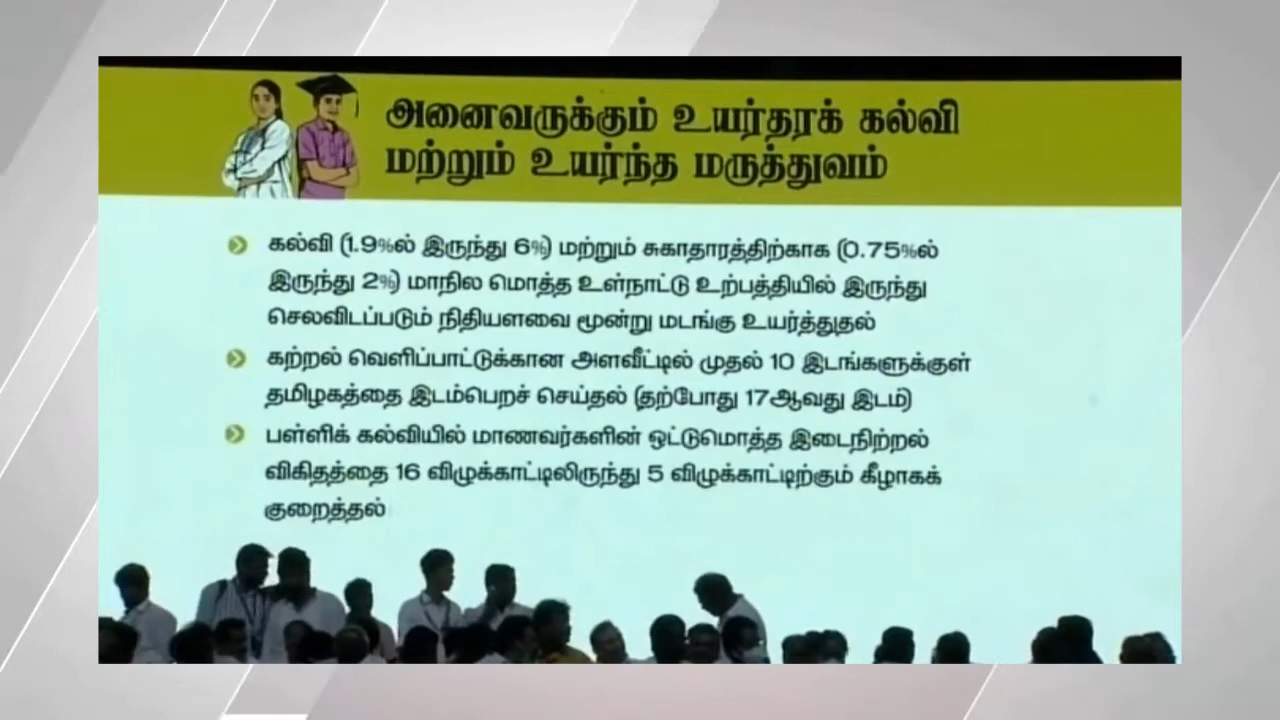 அனைவருக்கும் உயர்தரக் கல்வி
மற்றும் உயர்ந்த மருத்துவம்
கல்வி (1.9%ல் இருந்து 6%) மற்றும் சுகாதாரத்திற்காக (0.75%ல்
இருந்து 2%) மாநில மொத்த உள்நாட்டு உற்பத்தியில் இருந்து
செலவிடப்படும் நிதியளவை மூன்று மடங்கு உயர்த்துதல்
கற்றல் வெளிப்பாட்டுக்கான அளவீட்டில் முதல் 10 இடங்களுக்குள்
தமிழகத்தை இடம்பெறச் செய்தல் (தற்போது 17ஆவது இடம்)
பள்ளிக் கல்வியில் மாணவர்களின் ஒட்டுமொத்த இடைநிற்றல்
விகிதத்தை 16 விழுக்காட்டிலிருந்து 5 விழுக்காட்டிற்கும் கீழாகக்
குறைத்தல்